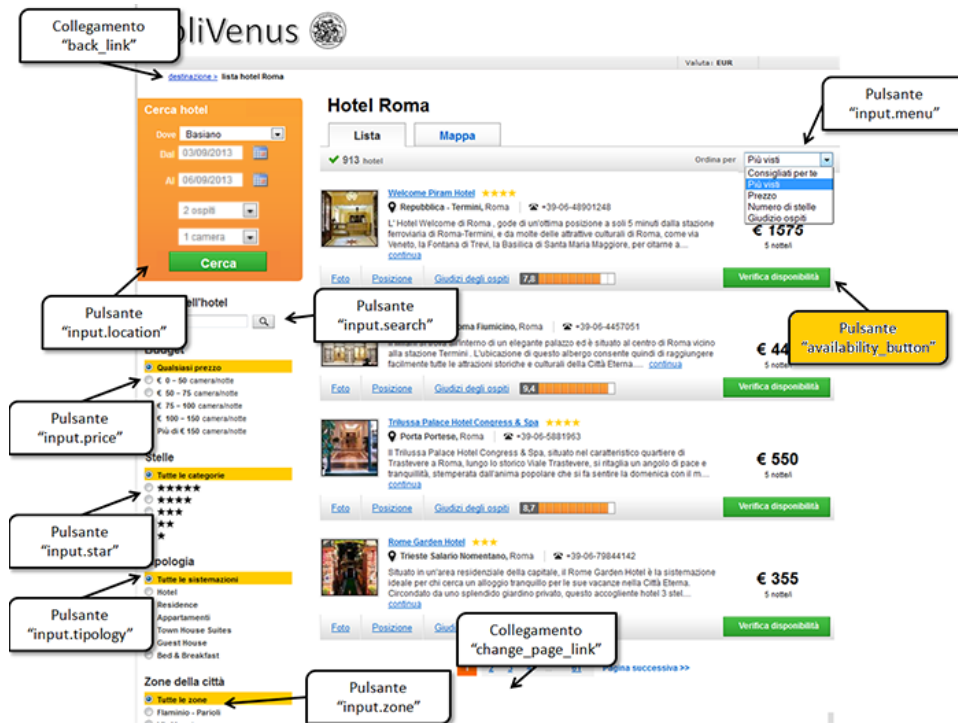 Collegamento
"back_link"
oliVenus
Valuta: EUR
destinazione > lista hotel Roma
Cerca hotel
Dove Basiano
Dal 03/09/2013
Al 06/09/2013
2 ospiti
1 camera
Cerca
Hotel Roma
Lista Mappa
913 hotel
Ordina per Più visti
Consigliati per te
Più visti
Prezzo
Numero di stelle
Giudizio ospiti
Pulsante
"input.menu"
Welcome Piram Hotel ★★★★
Repubblica - Termini, Roma +39-06-48901248
L' Hotel Welcome di Roma , gode di un'ottima posizione a soli 5 minuti dalla stazione
ferroviaria di Roma-Termini, e da molte delle attrattive culturali di Roma, come via
Veneto, la Fontana di Trevi, la Basilica di Santa Maria Maggiore, per citarne a....
continua
€ 1575
5 notte/i
Foto Posizione Giudizi degli ospiti 7,8
Verifica disponibilità
Pulsante
"input.location"
ell'hotel
Pulsante
"input.search"
Pulsante
"availability_button"
oma Fiumicino, Roma +39-06-4457051
interno di un elegante palazzo ed è situato al centro di Roma vicino
alla stazione Termini . L'ubicazione di questo albergo consente quindi di raggiungere
facilmente tutte le attrazioni storiche e culturali della Città Eterna.... continua
€ 44
5 notte/i
Foto Posizione Giudizi degli ospiti 9,4
Verifica disponibilità
Budget
Qualsiasi prezzo
€ 0 - 50 camera/notte
€ 50 - 75 camera/notte
€ 75 - 100 camera/notte
€ 100 - 150 camera/notte
Più di € 150 camera/notte
Pulsante
"input.price"
Trilussa Palace Hotel Congress & Spa ★★★★
Porta Portese, Roma +39-06-5881963
Il Trilussa Palace Hotel Congress & Spa, situato nel caratteristico quartiere di
Trastevere a Roma, lungo lo storico Viale Trastevere, si ritaglia un angolo di pace e
tranquillità, stemperata dall'anima popolare che si fa sentire la domenica con il m...
continua
€ 550
5 notte/i
Foto Posizione Giudizi degli ospiti 8,7
Verifica disponibilità
Stelle
Tutte le categorie
★★★★★
★★★★
★★★
★★
★
Pulsante
"input.star"
Rome Garden Hotel ★★★
Trieste Salario Nomentano, Roma +39-06-79844142
Situato in un'area residenziale della capitale, il Rome Garden Hotel è la sistemazione
ideale per chi cerca un alloggio tranquillo per le sue vacanze nella Città Eterna.
Circondato da uno splendido giardino privato, questo accogliente hotel 3 stel....
continua
€ 355
5 notte/i
Foto Posizione
Verifica disponibilità
ipologia
Tutte le sistemazioni
Hotel
Residence
Appartamenti
Town House Suites
Guest House
Bed & Breakfast
Pulsante
"input.tipology"
Collegamento
"change_page_link"
1 2 3 91 Pagina successiva >>
Zone della città
Tutte le zone
Flaminio - Parioli
Pulsante
"input.zone"